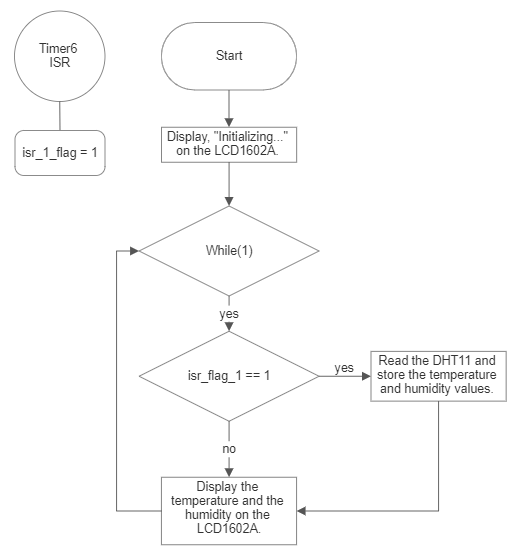 Timer6
ISR
isr_1_flag = 1
Start
Display, "Initializing..."
on the LCD1602A.
While(1)
yes
isr_flag_1 == 1
yes
Read the DHT11 and
store the temperature
and humidity values.
no
Display the
temperature and the
humidity on the
LCD1602A.